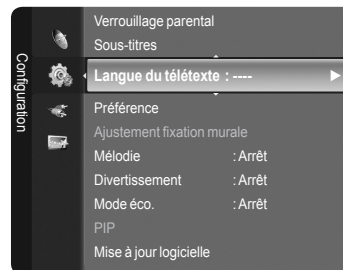 Configuration
Verrouillage parental
Sous-titres
Langue du télétexte : ----
Préférence
Ajustement fixation murale
Mélodie : Arrêt
Divertissement : Arrêt
Mode éco. : Arrêt
PIP
Mise à jour logicielle